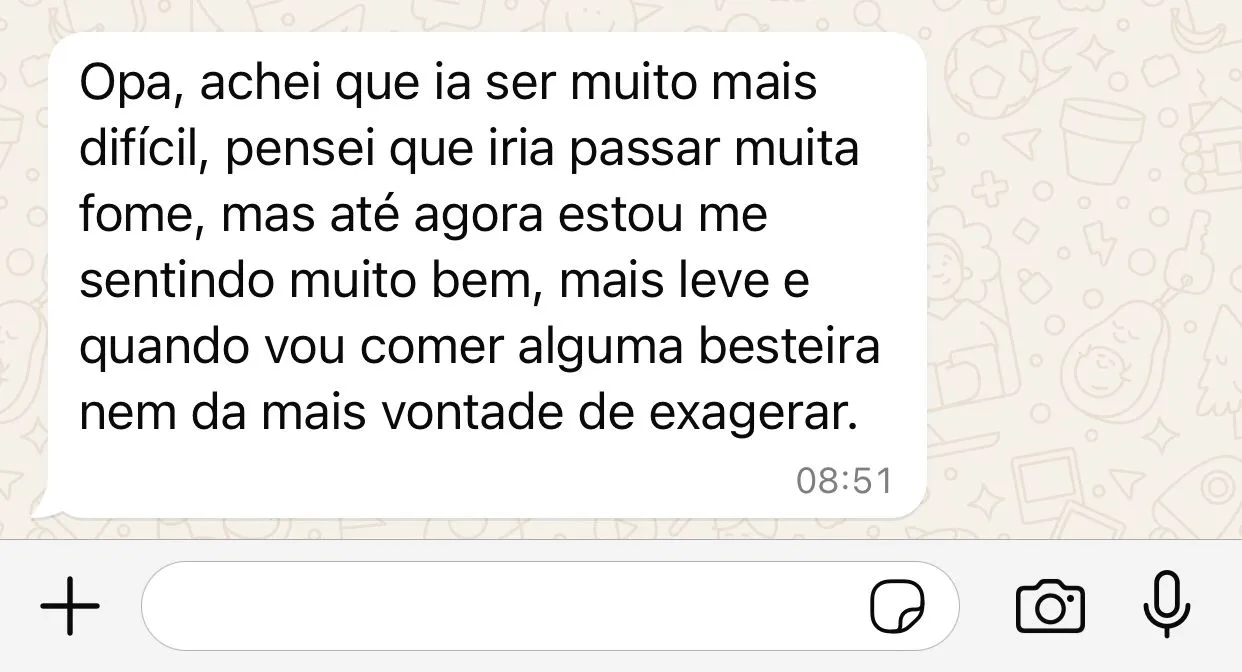 Opa, achei que ia ser muito mais
difícil, pensei que iria passar muita
fome, mas até agora estou me
sentindo muito bem, mais leve e
quando vou comer alguma besteira
nem da mais vontade de exagerar.
08:51